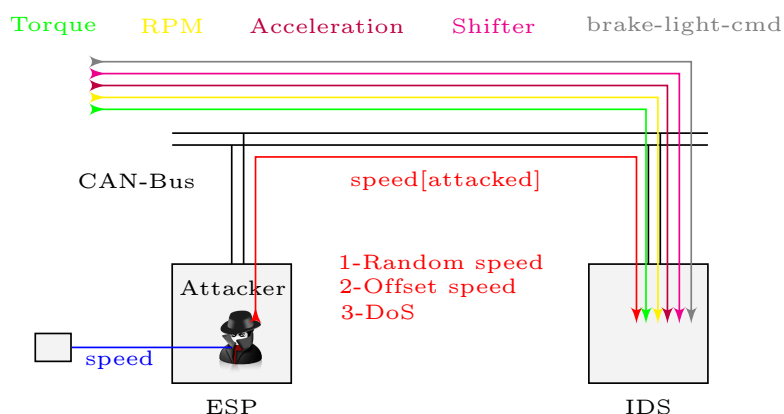 Torque RPM Acceleration Shifter brake-light-cmd
CAN-Bus
speed[attacked]
1-Random speed
2-Offset speed
3-DoS
Attacker
speed
ESP
IDS